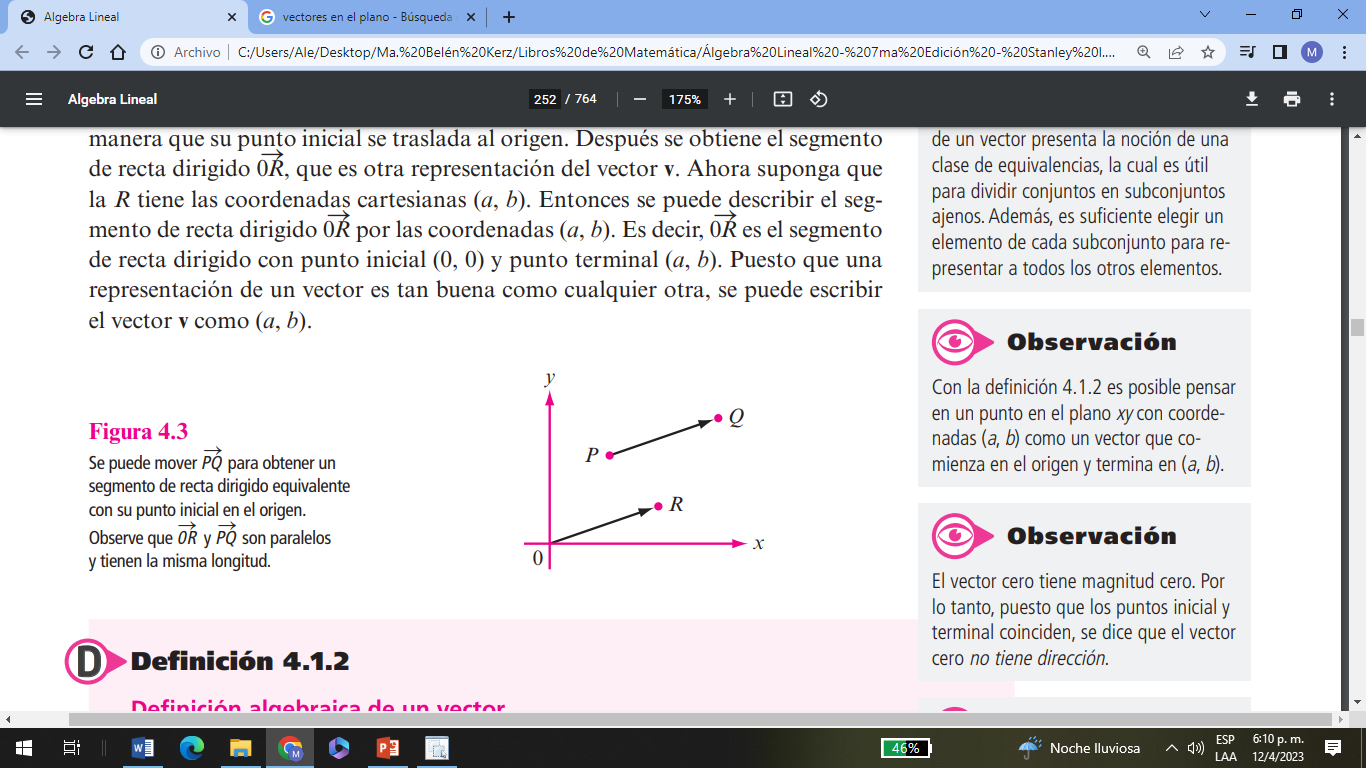 Algebra Lineal
vectores en el plano - Búsqueda
Archivo
C:/Users/Ale/Desktop/Ma.%20Belén%20Kerz/Libros%20de%20Matemática/Álgebra%20Lineal%20-%207ma%20Edición%20-%20Stanley%20I....
M
Algebra Lineal
252 / 764
175%
manera que su punto inicial se traslada al origen. Después se obtiene el segmento
de recta dirigido 0R, que es otra representación del vector v. Ahora suponga que
la R tiene las coordenadas cartesianas (a, b). Entonces se puede describir el seg-
mento de recta dirigido 0R por las coordenadas (a, b). Es decir, 0R es el segmento
de recta dirigido con punto inicial (0, 0) y punto terminal (a, b). Puesto que una
representación de un vector es tan buena como cualquier otra, se puede escribir
el vector v como (a, b).
Figura 4.3
Se puede mover PQ para obtener un
segmento de recta dirigido equivalente
con su punto inicial en el origen.
Observe que OR y PQ son paralelos
y tienen la misma longitud.
y
Q
P
R
x
0
D Definición 4.1.2
Definición algebraica de un vector
de un vector presenta la noción de una
clase de equivalencias, la cual es útil
para dividir conjuntos en subconjuntos
ajenos. Además, es suficiente elegir un
elemento de cada subconjunto para re-
presentar a todos los otros elementos.
Observación
Con la definición 4.1.2 es posible pensar
en un punto en el plano xy con coorde-
nadas (a, b) como un vector que co-
mienza en el origen y termina en (a, b).
Observación
El vector cero tiene magnitud cero. Por
lo tanto, puesto que los puntos inicial y
terminal coinciden, se dice que el vector
cero no tiene dirección.
46%
Noche lluviosa
ESP
LAA
6:10 p. m.
12/4/2023